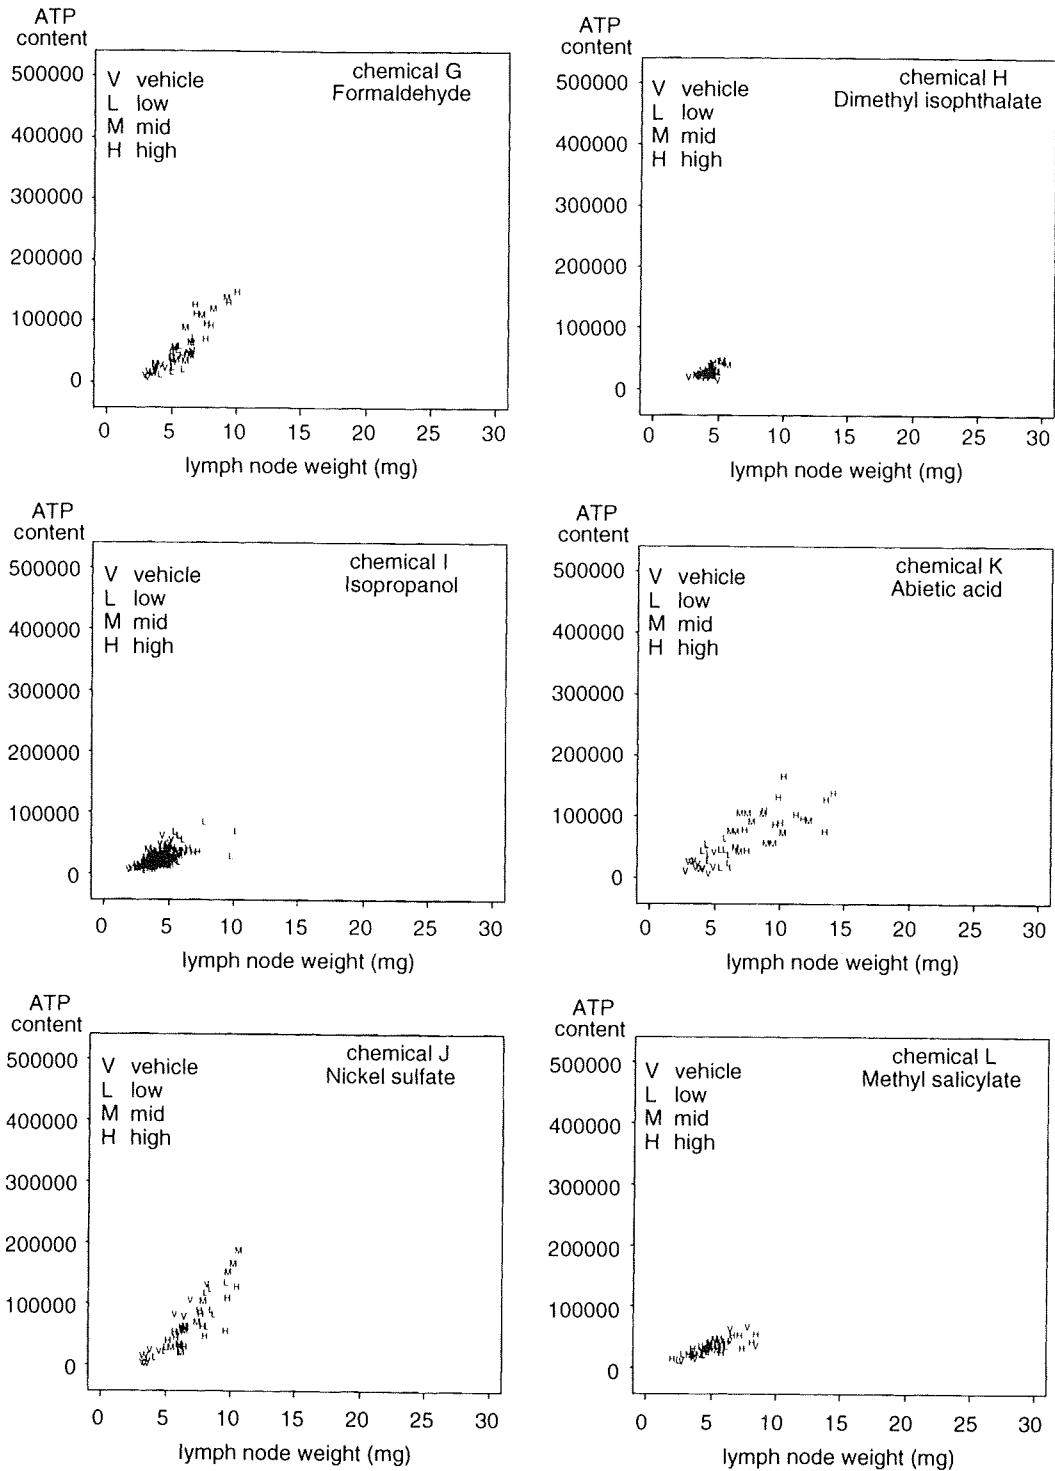 ATP
content
chemical G
Formaldehyde
V vehicle
L low
M mid
H high
500000
400000
300000
200000
100000
0
0 5 10 15 20 25 30
lymph node weight (mg)
ATP
content
chemical H
Dimethyl isophthalate
V vehicle
L low
M mid
H high
500000
400000
300000
200000
100000
0
0 5 10 15 20 25 30
lymph node weight (mg)
ATP
content
chemical I
Isopropanol
V vehicle
L low
M mid
H high
500000
400000
300000
200000
100000
0
0 5 10 15 20 25 30
lymph node weight (mg)
ATP
content
chemical K
Abietic acid
V vehicle
L low
M mid
H high
500000
400000
300000
200000
100000
0
0 5 10 15 20 25 30
lymph node weight (mg)
ATP
content
chemical J
Nickel sulfate
V vehicle
L low
M mid
H high
500000
400000
300000
200000
100000
0
0 5 10 15 20 25 30
lymph node weight (mg)
ATP
content
chemical L
Methyl salicylate
V vehicle
L low
M mid
H high
500000
400000
300000
200000
100000
0
0 5 10 15 20 25 30
lymph node weight (mg)